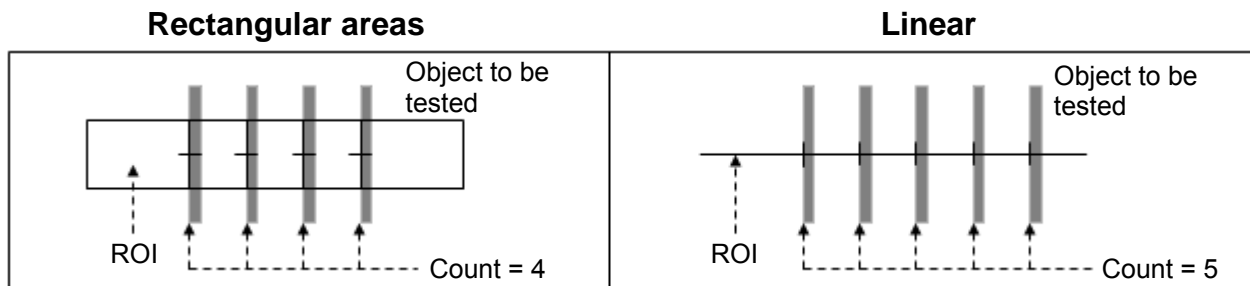 Rectangular areas
Linear
Object to be
tested
ROI
Count = 4
Object to be
tested
ROI
Count = 5